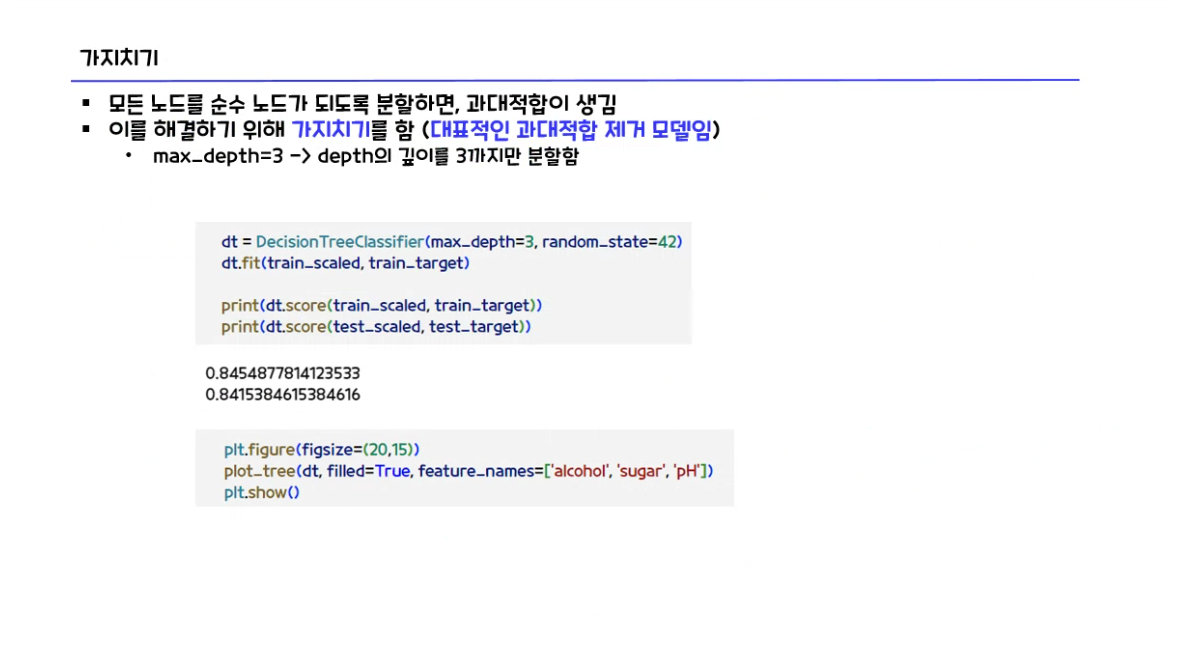 가지치기
▪ 모든 노드를 순수 노드가 되도록 분할하면, 과대적합이 생김
▪ 이를 해결하기 위해 가지치기를 함 (대표적인 과대적합 제거 모델임)
• max_depth=3 -> depth의 깊이를 3까지만 분할함
dt = DecisionTreeClassifier(max_depth=3, random_state=42)
dt.fit(train_scaled, train_target)
print(dt.score(train_scaled, train_target))
print(dt.score(test_scaled, test_target))
0.8454877814123533
0.8415384615384616
plt.figure(figsize=(20,15))
plot_tree(dt, filled=True, feature_names=['alcohol', 'sugar', 'pH'])
plt.show()